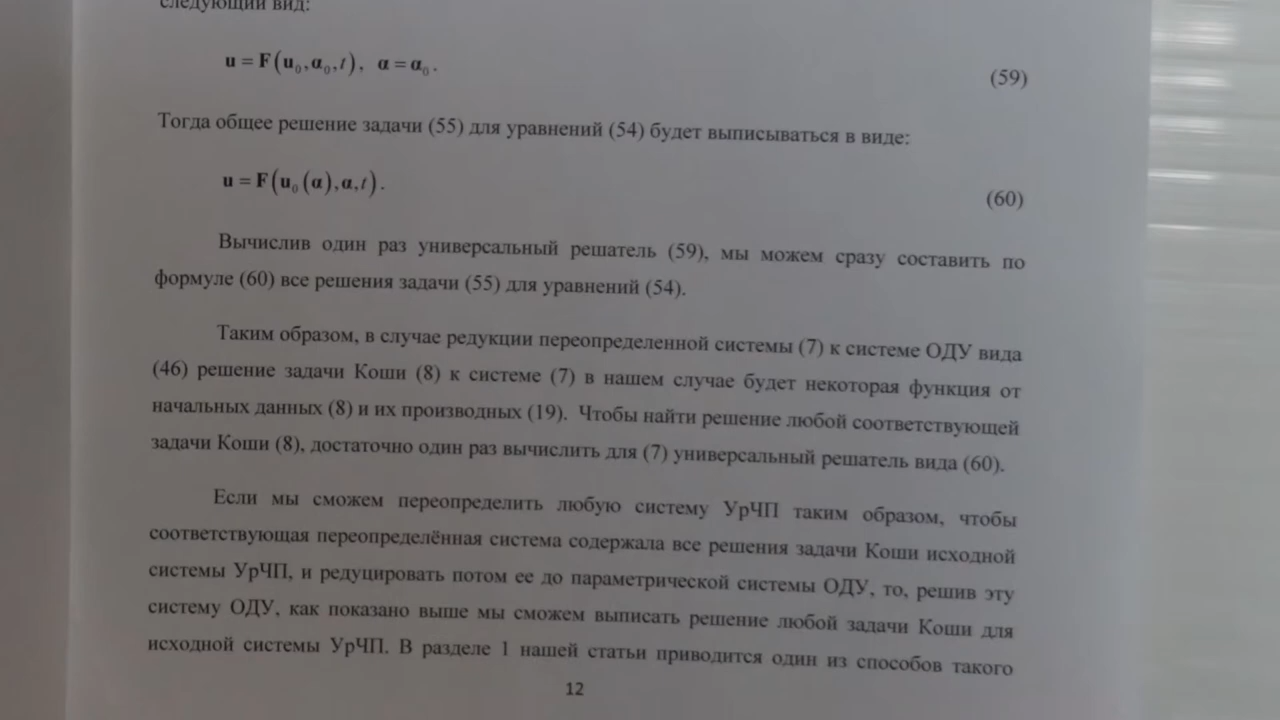 следующий вид:
u = F(u₀,α₀,t), α = α₀.
(59)
Тогда общее решение задачи (55) для уравнений (54) будет выписываться в виде:
u = F(u₀(α),α,t).
(60)
Вычислив один раз универсальный решатель (59), мы можем сразу составить по
формуле (60) все решения задачи (55) для уравнений (54).
Таким образом, в случае редукции переопределенной системы (7) к системе ОДУ вида
(46) решение задачи Коши (8) к системе (7) в нашем случае будет некоторая функция от
начальных данных (8) и их производных (19). Чтобы найти решение любой соответствующей
задачи Коши (8), достаточно один раз вычислить для (7) универсальный решатель вида (60).
Если мы сможем переопределить любую систему УрЧП таким образом, чтобы
соответствующая переопределённая система содержала все решения задачи Коши исходной
системы УрЧП, и редуцировать потом ее до параметрической системы ОДУ, то, решив эту
систему ОДУ, как показано выше мы сможем выписать решение любой задачи Коши для
исходной системы УрЧП. В разделе 1 нашей статьи приводится один из способов такого
12